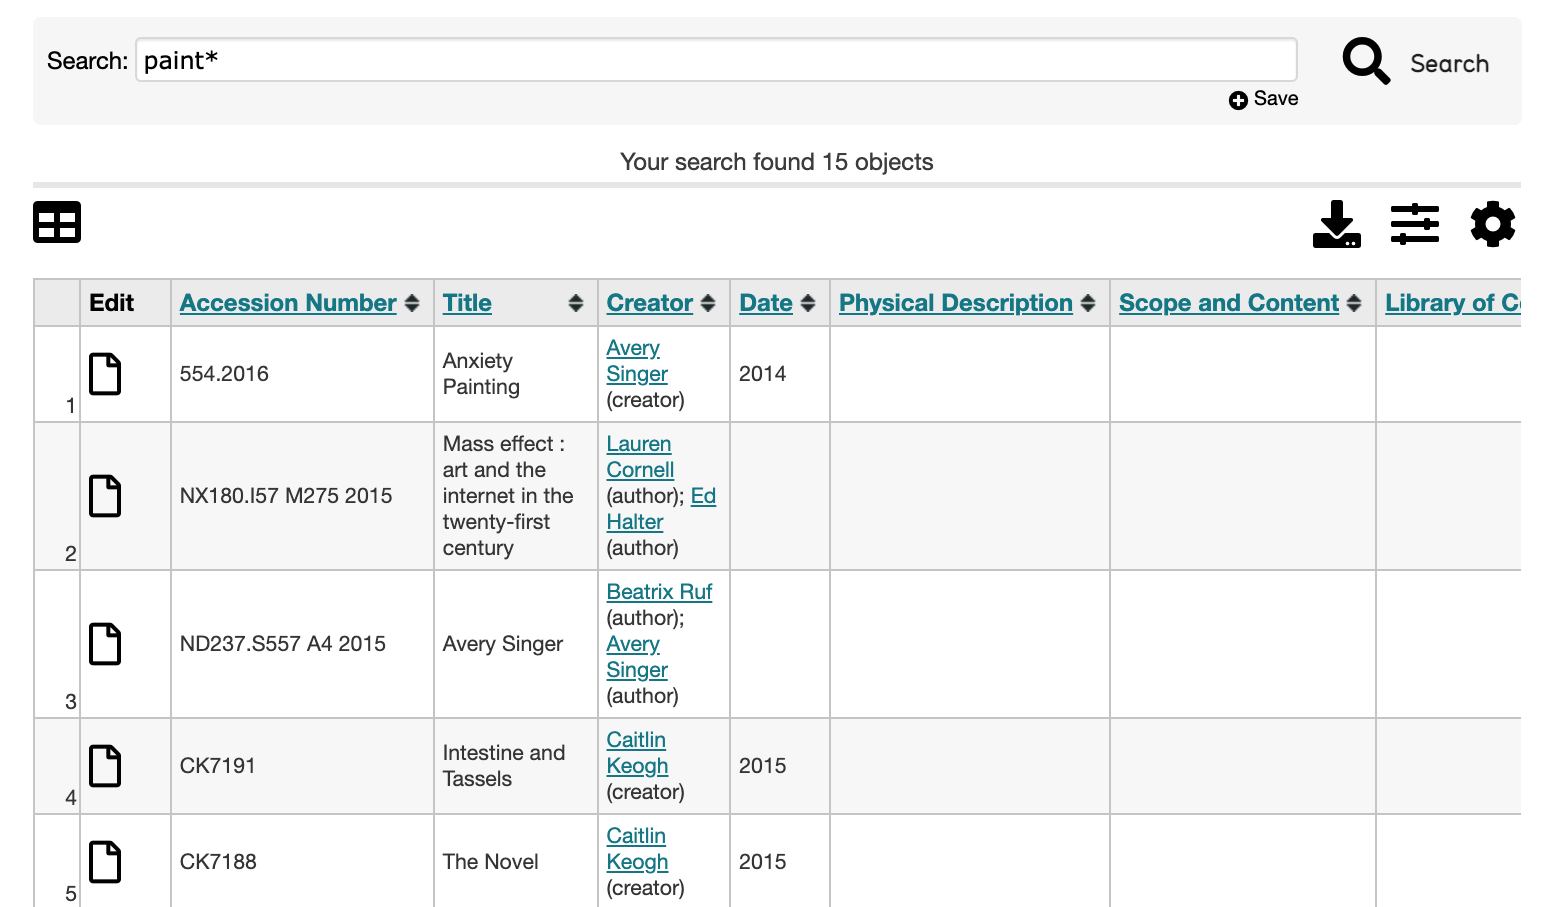 Search: paint*
Search
Save
Your search found 15 objects
Edit Accession Number Title Creator Date Physical Description Scope and Content Library of C
1 554.2016 Anxiety Painting Avery Singer (creator) 2014
2 NX180.I57 M275 2015 Mass effect : art and the internet in the twenty-first century Lauren Cornell (author); Ed Halter (author)
3 ND237.S557 A4 2015 Avery Singer Beatrix Ruf (author); Avery Singer (author)
4 CK7191 Intestine and Tassels Caitlin Keogh (creator) 2015
5 CK7188 The Novel Caitlin Keogh (creator) 2015